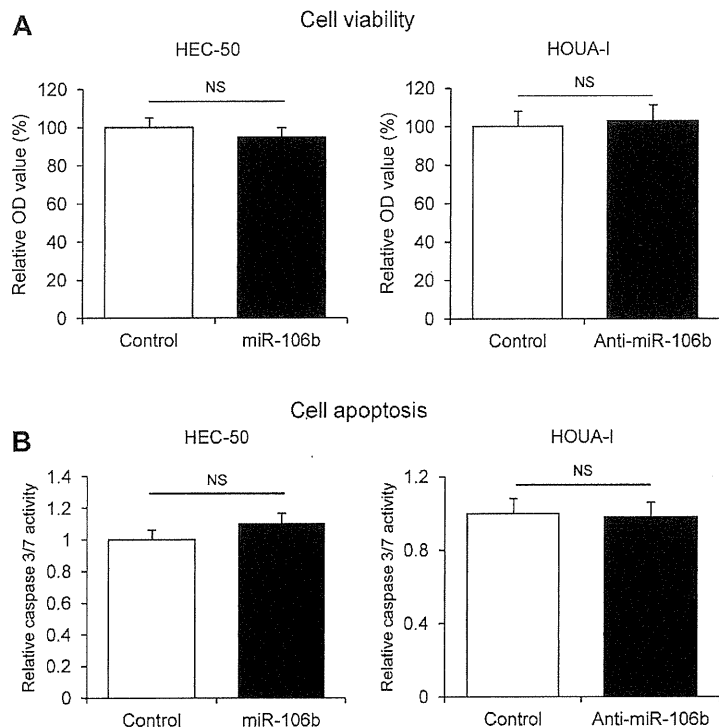 A
Cell viability
HEC-50
HOUA-I
Relative OD value (%)
120
100
80
60
40
20
0
NS
Control
miR-106b
Relative OD value (%)
120
100
80
60
40
20
0
NS
Control
Anti-miR-106b
B
Cell apoptosis
HEC-50
HOUA-I
Relative caspase 3/7 activity
1.4
1.2
1
0.8
0.6
0.4
0.2
0
NS
Control
miR-106b
Relative caspase 3/7 activity
1.2
0.8
0.4
0
NS
Control
Anti-miR-106b